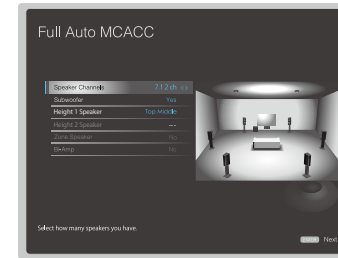 Full Auto MCACC
Speaker Channels 7.1.2 ch
Subwoofer Yes
Height 1 Speaker Top Middle
Height 2 Speaker ---
Zone Speaker No
Bi-Amp No
Select how many speakers you have.
Next